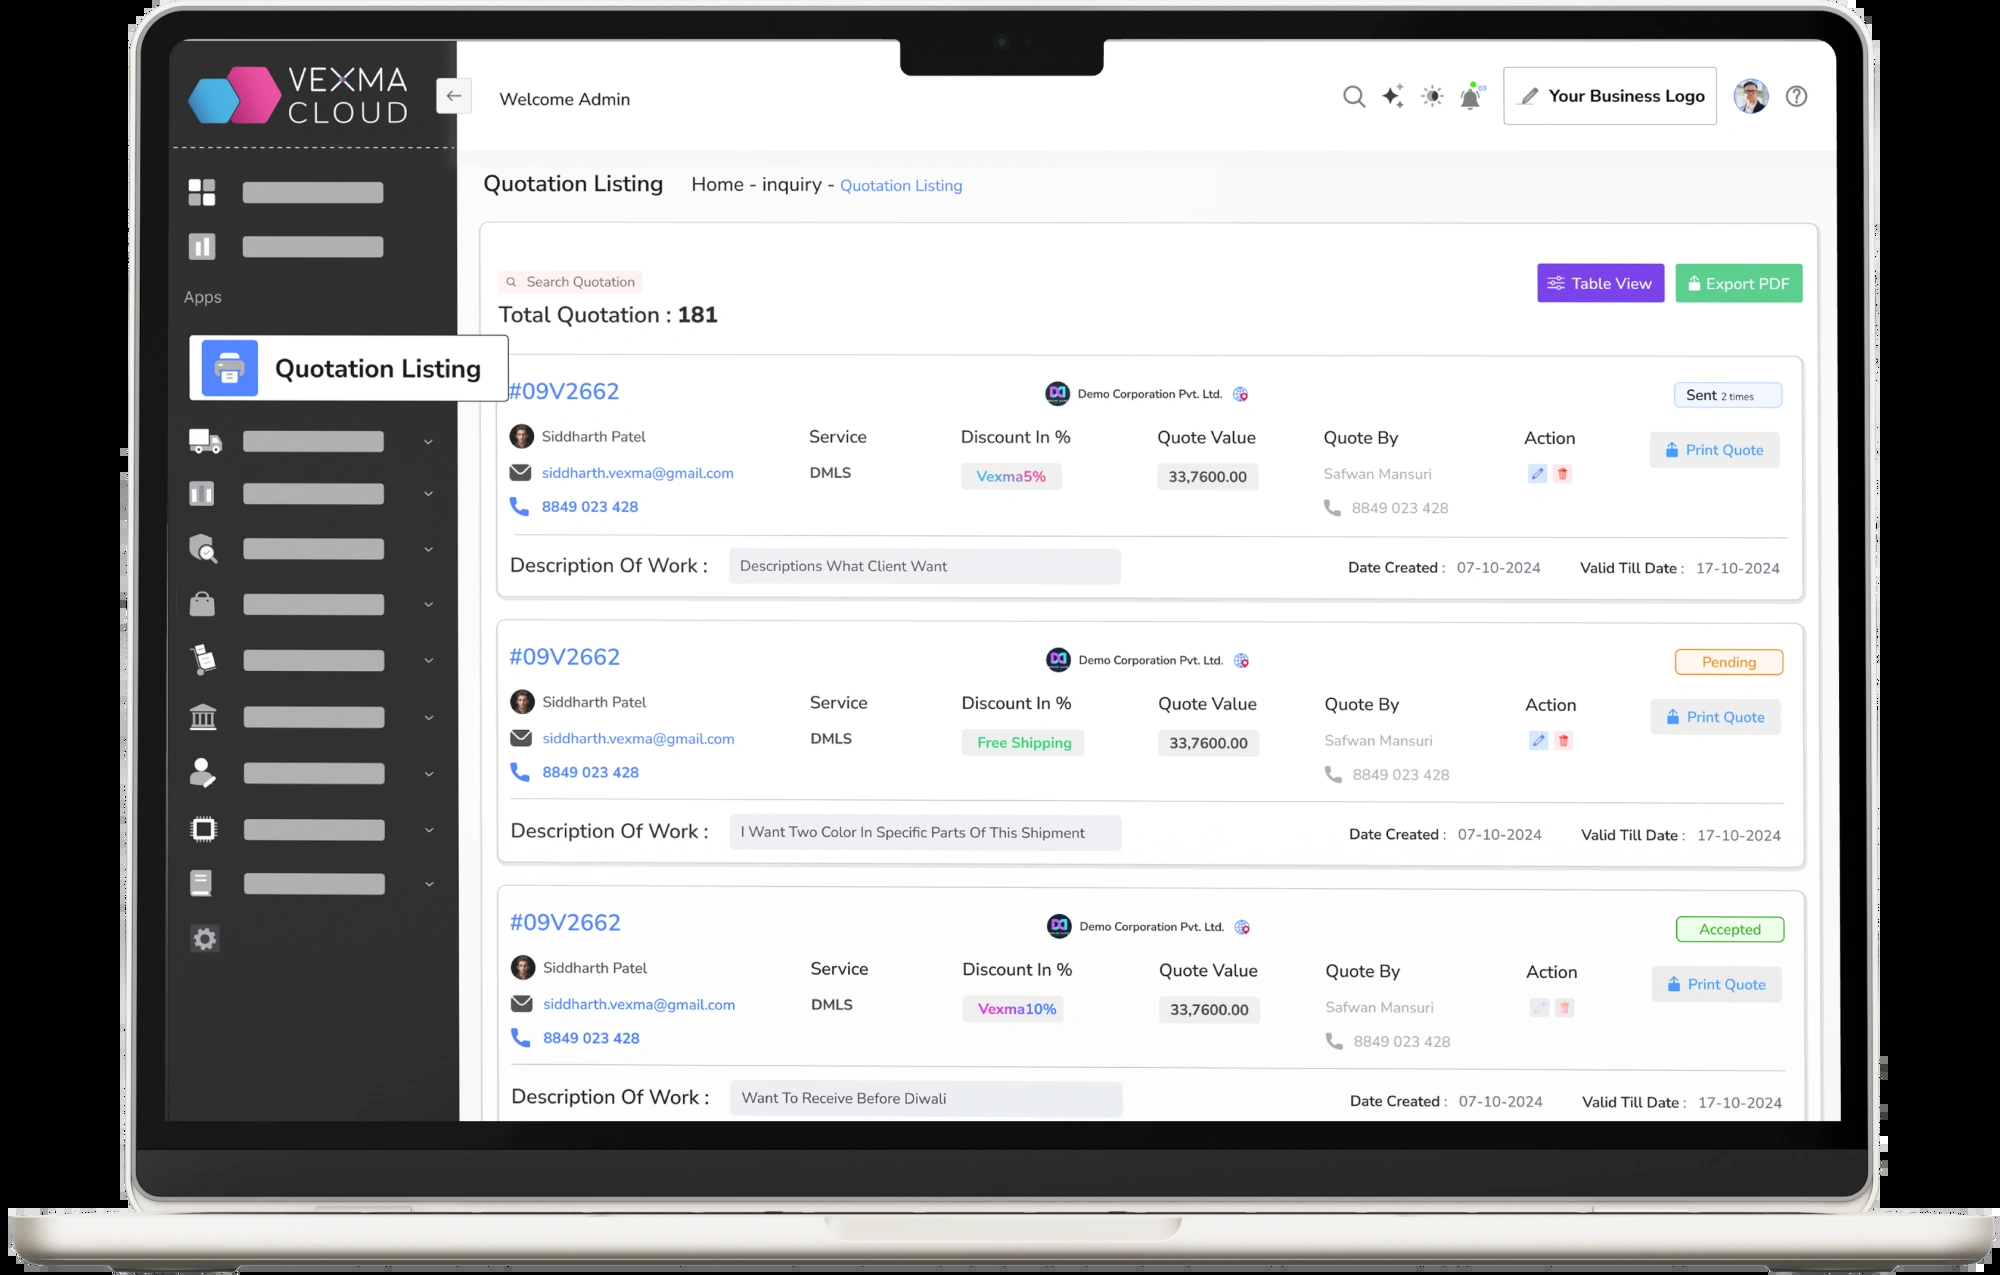 VEXMA
CLOUD
Welcome Admin
03
Your Business Logo
Quotation Listing Home - inquiry - Quotation Listing
Apps
Search Quotation
Table View
Export PDF
Total Quotation : 181
Quotation Listing
#09V2662
Demo Corporation Pvt. Ltd.
Sent 2 times
Siddharth Patel
Service
Discount In %
Quote Value
Quote By
Action
Print Quote
siddharth.vexma@gmail.com
DMLS
Vexma5%
33,7600.00
Safwan Mansuri
8849 023 428
8849 023 428
Description Of Work : Descriptions What Client Want
Date Created : 07-10-2024
Valid Till Date : 17-10-2024
#09V2662
Demo Corporation Pvt. Ltd.
Pending
Siddharth Patel
Service
Discount In %
Quote Value
Quote By
Action
Print Quote
siddharth.vexma@gmail.com
DMLS
Free Shipping
33,7600.00
Safwan Mansuri
8849 023 428
8849 023 428
Description Of Work : I Want Two Color In Specific Parts Of This Shipment
Date Created : 07-10-2024
Valid Till Date : 17-10-2024
#09V2662
Demo Corporation Pvt. Ltd.
Accepted
Siddharth Patel
Service
Discount In %
Quote Value
Quote By
Action
Print Quote
siddharth.vexma@gmail.com
DMLS
Vexma10%
33,7600.00
Safwan Mansuri
8849 023 428
8849 023 428
Description Of Work : Want To Receive Before Diwali
Date Created : 07-10-2024
Valid Till Date : 17-10-2024